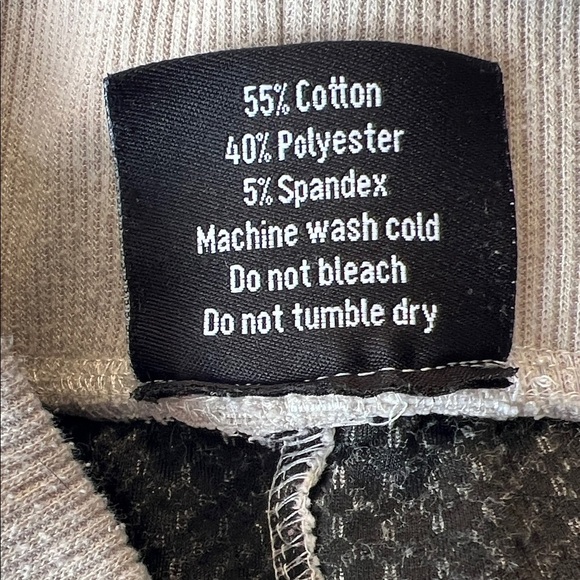 55% Cotton
40% Polyester
5% Spandex
Machine wash cold
Do not bleach
Do not tumble dry